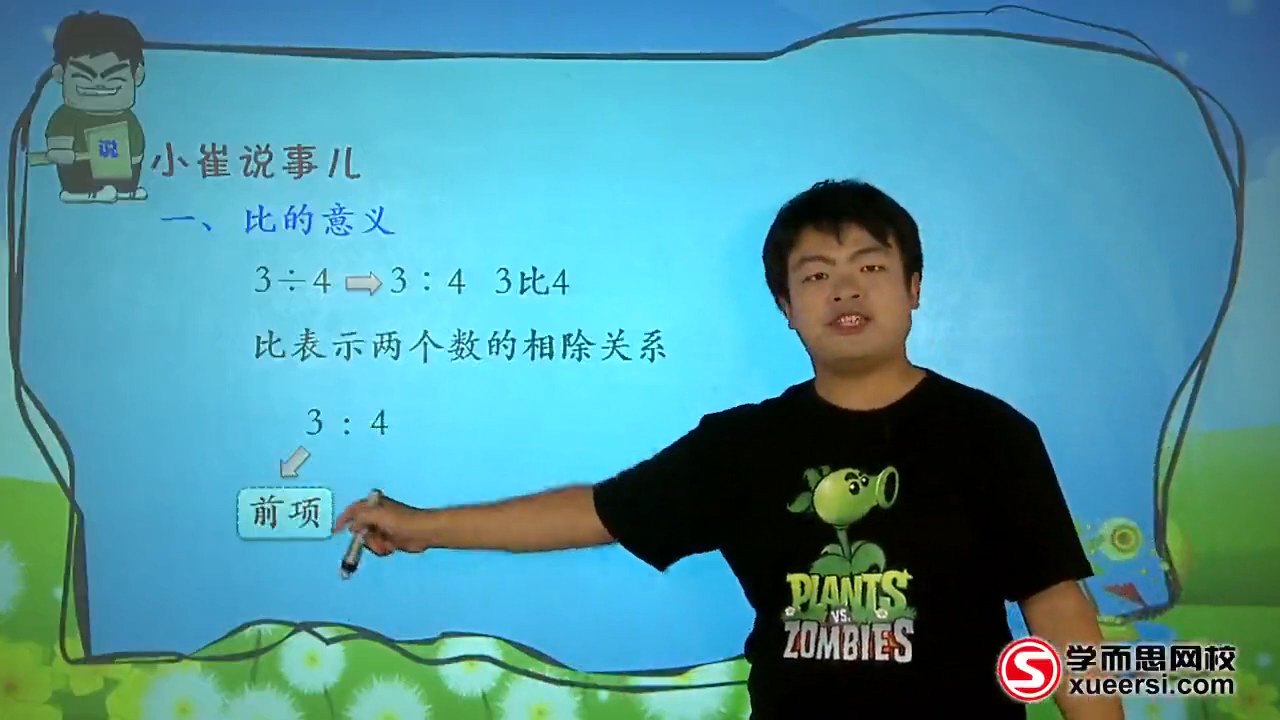 说
小崔说事儿
一、比的意义
3÷4 3：4 3比4
比表示两个数的相除关系
3：4
前项
PLANTS
VS.
ZOMBIES
学而思网校
xueersi.com